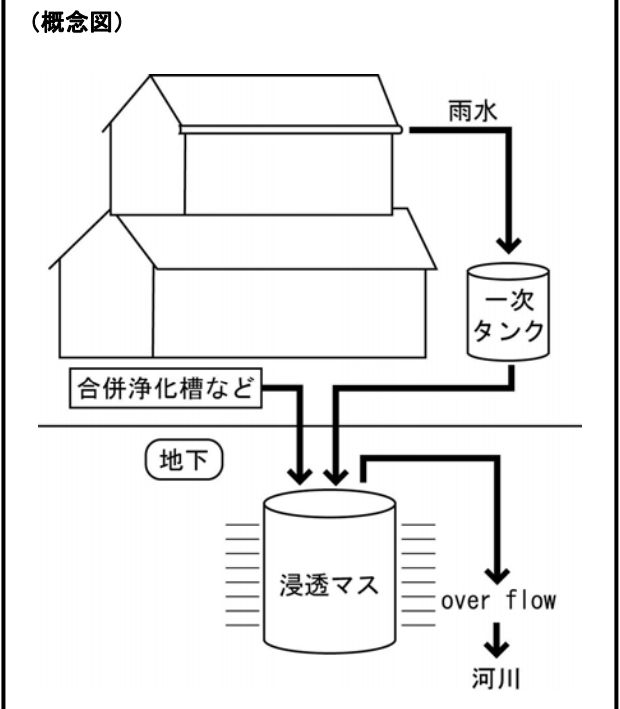 (概念図)
雨水
一次
タンク
合併浄化槽など
地下
浸透マス
over flow
河川